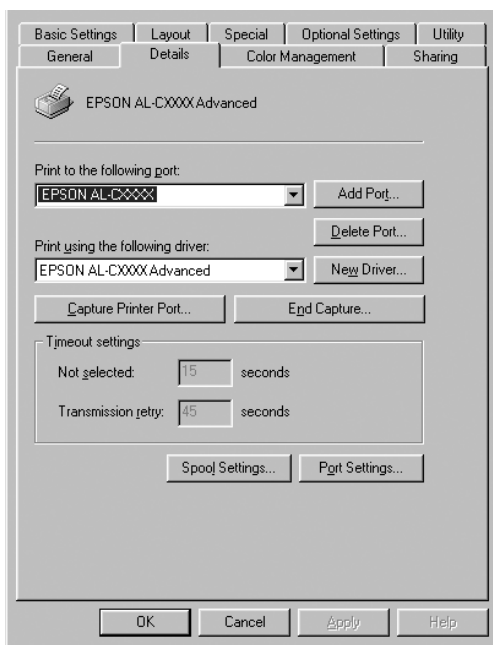 Basic Settings Layout Special Optional Settings Utility
General Details Color Management Sharing
EPSON AL-CXXXX Advanced
Print to the following port:
EPSON AL-CXXXX Add Port...
Delete Port...
Print using the following driver:
EPSON AL-CXXXX Advanced New Driver...
Capture Printer Port... End Capture...
Timeout settings
Not selected: 15 seconds
Transmission retry: 45 seconds
Spool Settings... Port Settings...
OK Cancel Apply Help